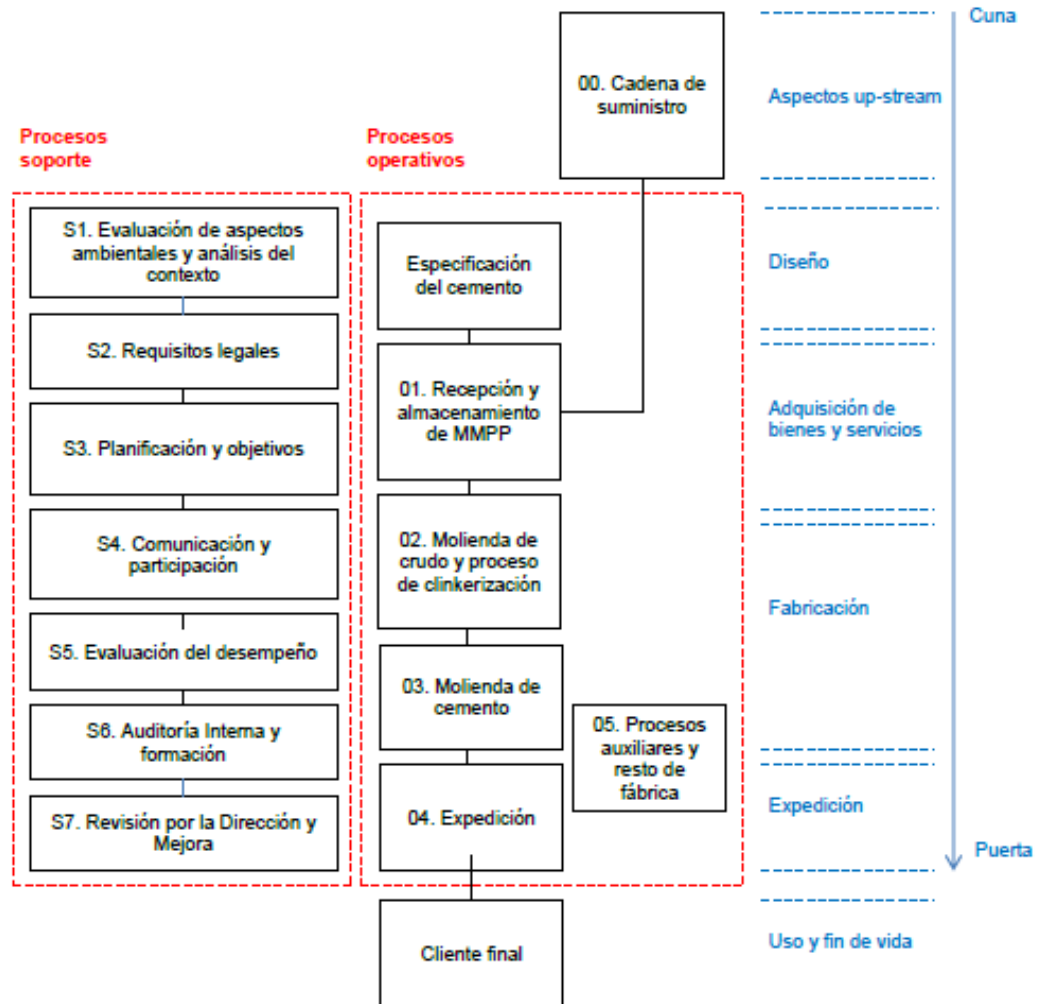 Cuna
00. Cadena de
suministro
Aspectos up-stream
Procesos
soporte
Procesos
operativos
S1. Evaluación de aspectos
ambientales y análisis del
contexto
S2. Requisitos legales
S3. Planificación y objetivos
S4. Comunicación y
participación
S5. Evaluación del desempeño
S6. Auditoría Interna y
formación
S7. Revisión por la Dirección y
Mejora
Especificación
del cemento
01. Recepción y
almacenamiento
de MMPP
02. Molienda de
crudo y proceso
de clinkerización
03. Molienda de
cemento
04. Expedición
05. Procesos
auxiliares y
resto de
fábrica
Cliente final
Diseño
Adquisición de
bienes y servicios
Fabricación
Expedición
Puerta
Uso y fin de vida